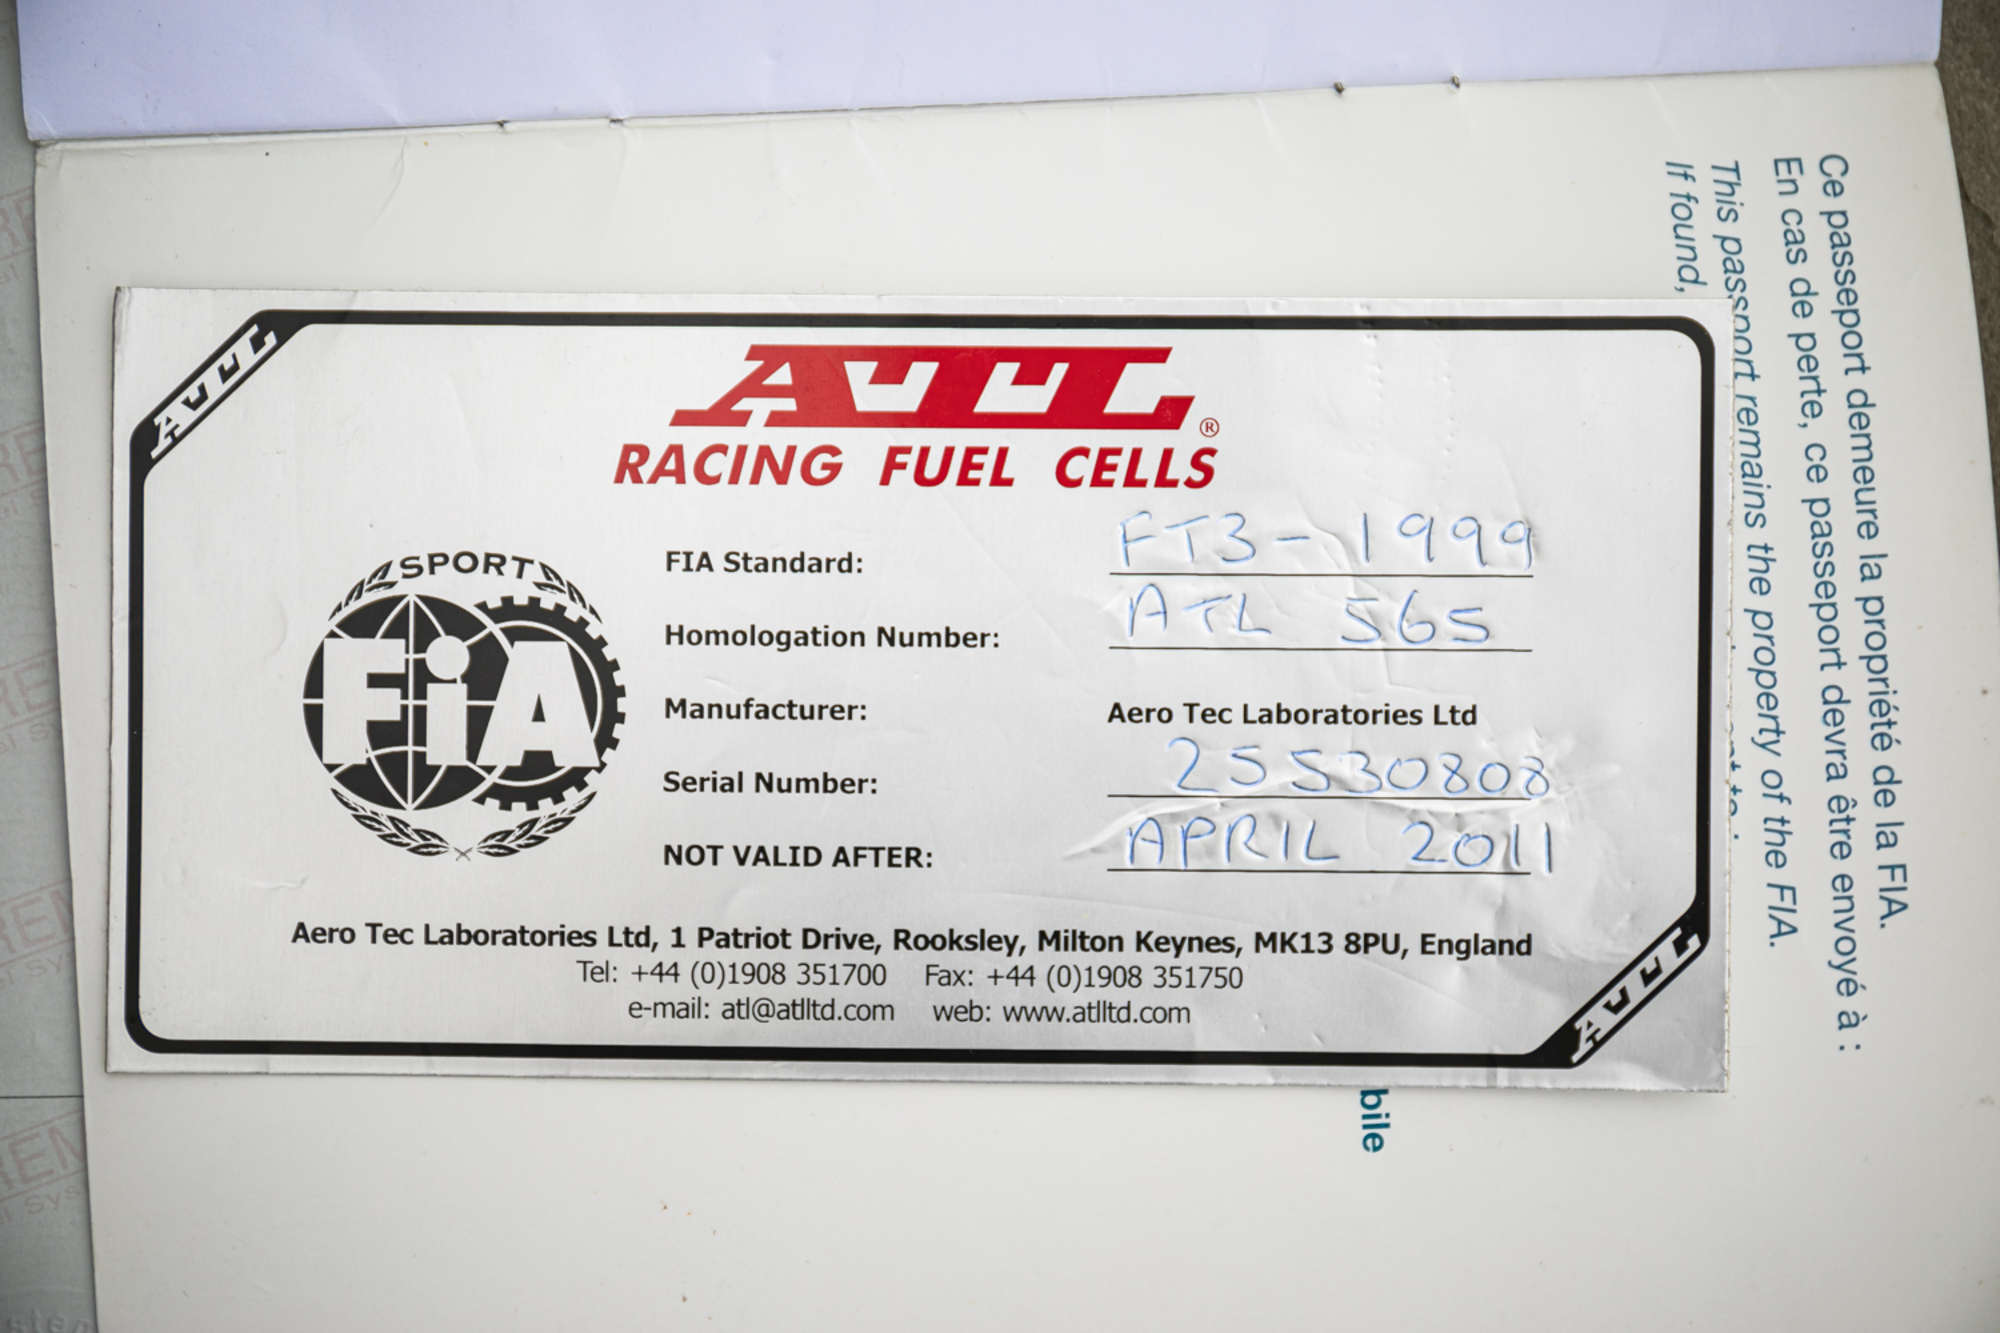 ATL
ATL®
RACING FUEL CELLS
SPORT
FiA
FIA Standard: FT3-1999
Homologation Number: ATL 565
Manufacturer: Aero Tec Laboratories Ltd
Serial Number: 25530808
NOT VALID AFTER: APRIL 2011
Aero Tec Laboratories Ltd, 1 Patriot Drive, Rooksley, Milton Keynes, MK13 8PU, England
Tel: +44 (0)1908 351700 Fax: +44 (0)1908 351750
e-mail: atl@atlltd.com web: www.atlltd.com
ATL
Ce passeport demeure la propriété de la FIA.
En cas de perte, ce passeport devra être envoyé à :
This passport remains the property of the FIA.
If found,
bile